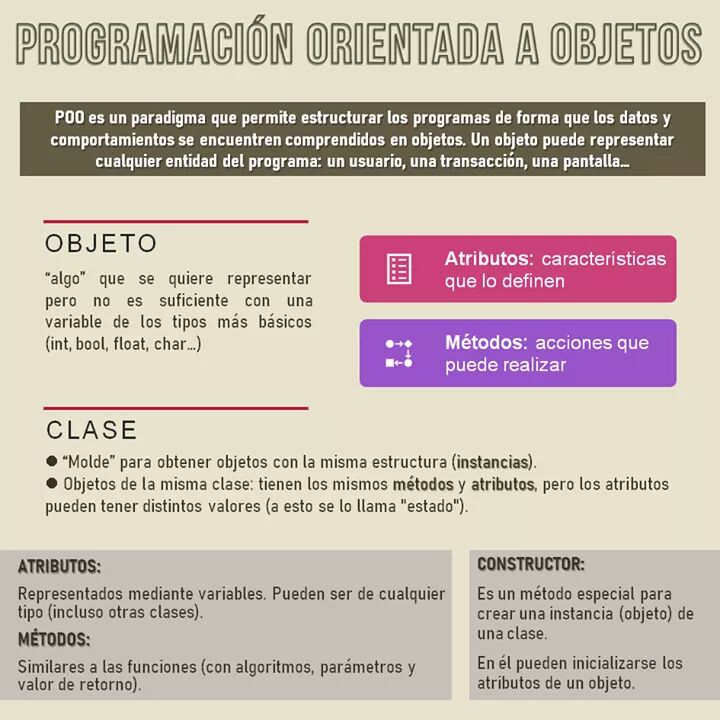 PROGRAMACIÓN ORIENTADA A OBJETOS
POO es un paradigma que permite estructurar los programas de forma que los datos y
comportamientos se encuentren comprendidos en objetos. Un objeto puede representar
cualquier entidad del programa: un usuario, una transacción, una pantalla...
OBJETO
“algo” que se quiere representar
pero no es suficiente con una
variable de los tipos más básicos
(int, bool, float, char...)
Atributos: características
que lo definen
Métodos: acciones que
puede realizar
CLASE
● “Molde” para obtener objetos con la misma estructura (instancias).
● Objetos de la misma clase: tienen los mismos métodos y atributos, pero los atributos
pueden tener distintos valores (a esto se lo llama "estado").
ATRIBUTOS:
Representados mediante variables. Pueden ser de cualquier
tipo (incluso otras clases).
MÉTODOS:
Similares a las funciones (con algoritmos, parámetros y
valor de retorno).
CONSTRUCTOR:
Es un método especial para
crear una instancia (objeto) de
una clase.
En él pueden inicializarse los
atributos de un objeto.